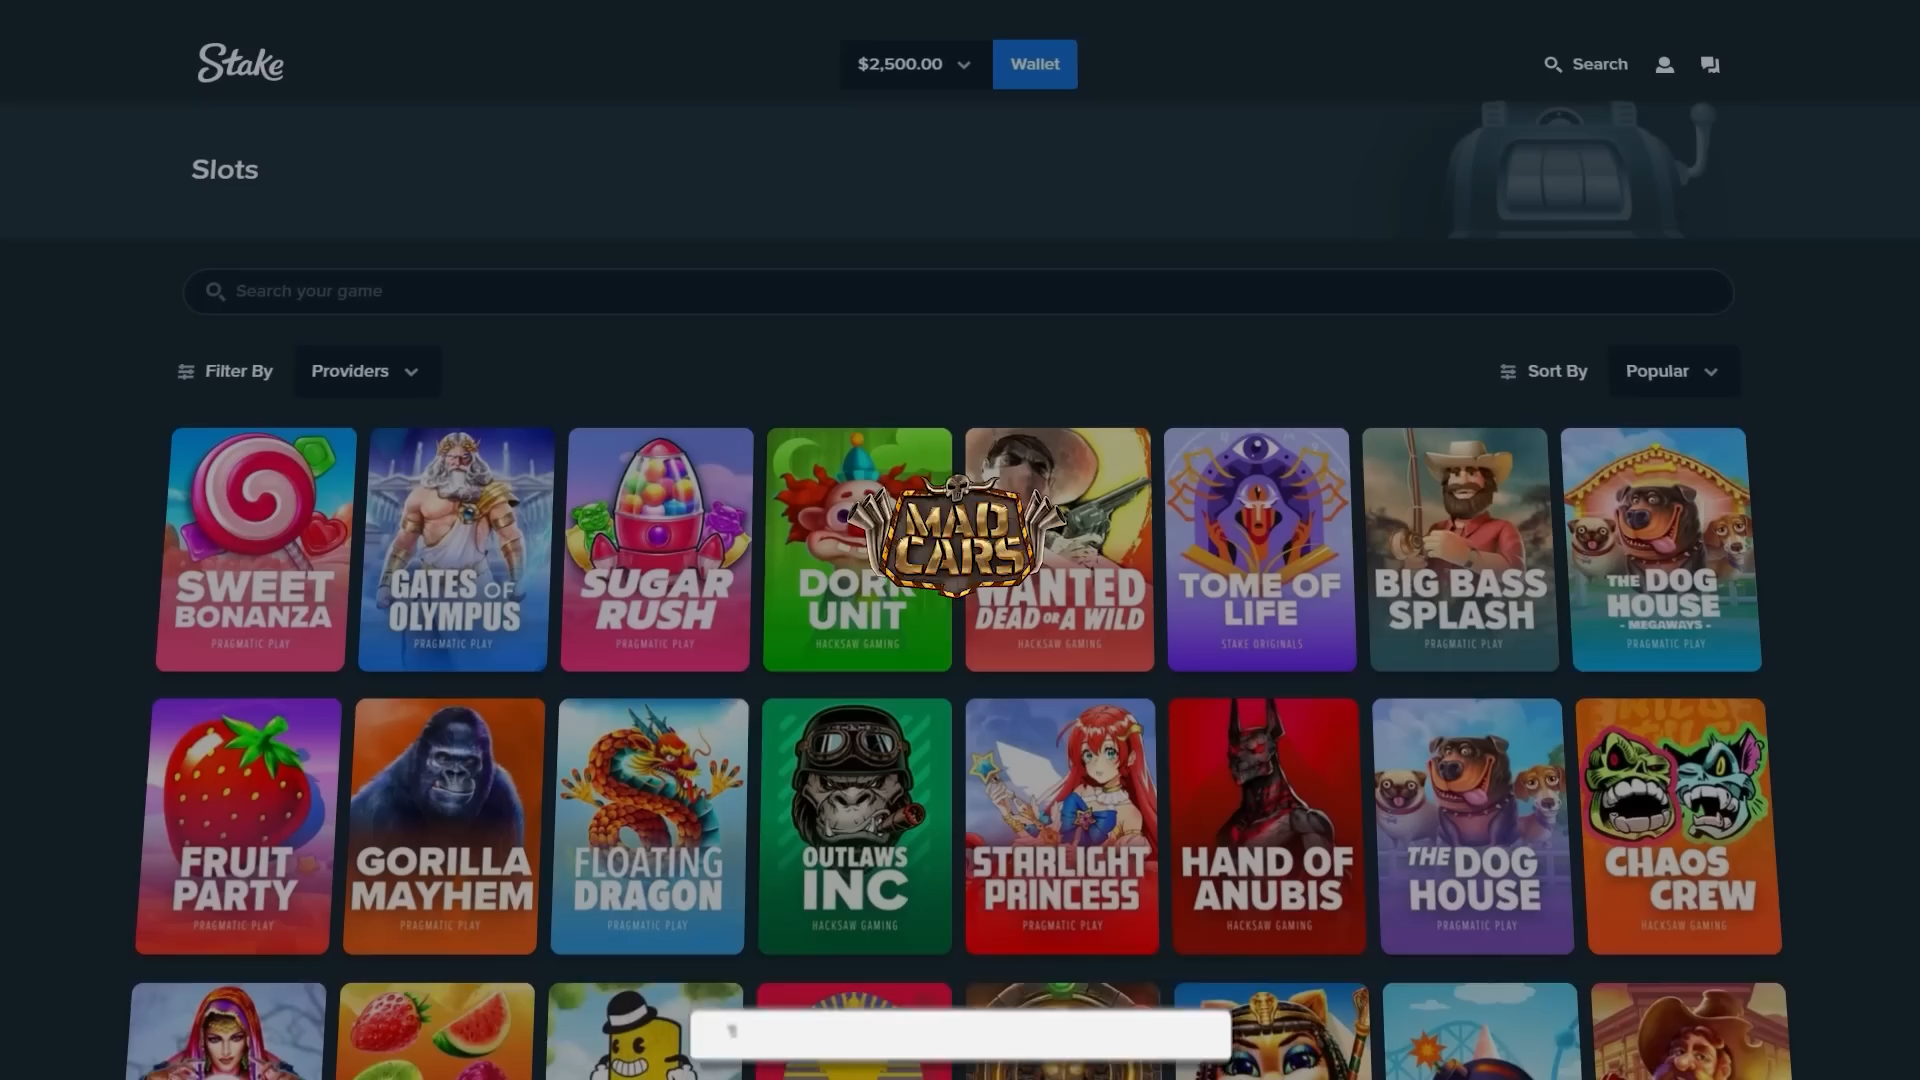 Stake
$2,500.00
Wallet
Search
Slots
Search your game
Filter By
Providers
Sort By
Popular
SWEET
BONANZA
PRAGMATIC PLAY
GATES OF
OLYMPUS
PRAGMATIC PLAY
SUGAR
RUSH
PRAGMATIC PLAY
DORK
UNIT
HACKSAW GAMING
MAD
CARS
WANTED
DEAD OR A WILD
HACKSAW GAMING
TOME OF
LIFE
STAKE ORIGINALS
BIG BASS
SPLASH
PRAGMATIC PLAY
THE DOG
HOUSE
- MEGAWAYS -
PRAGMATIC PLAY
FRUIT
PARTY
PRAGMATIC PLAY
GORILLA
MAYHEM
PRAGMATIC PLAY
FLOATING
DRAGON
PRAGMATIC PLAY
OUTLAWS
INC
HACKSAW GAMING
STARLIGHT
PRINCESS
PRAGMATIC PLAY
HAND OF
ANUBIS
HACKSAW GAMING
THE DOG
HOUSE
PRAGMATIC PLAY
CHAOS
CREW
HACKSAW GAMING